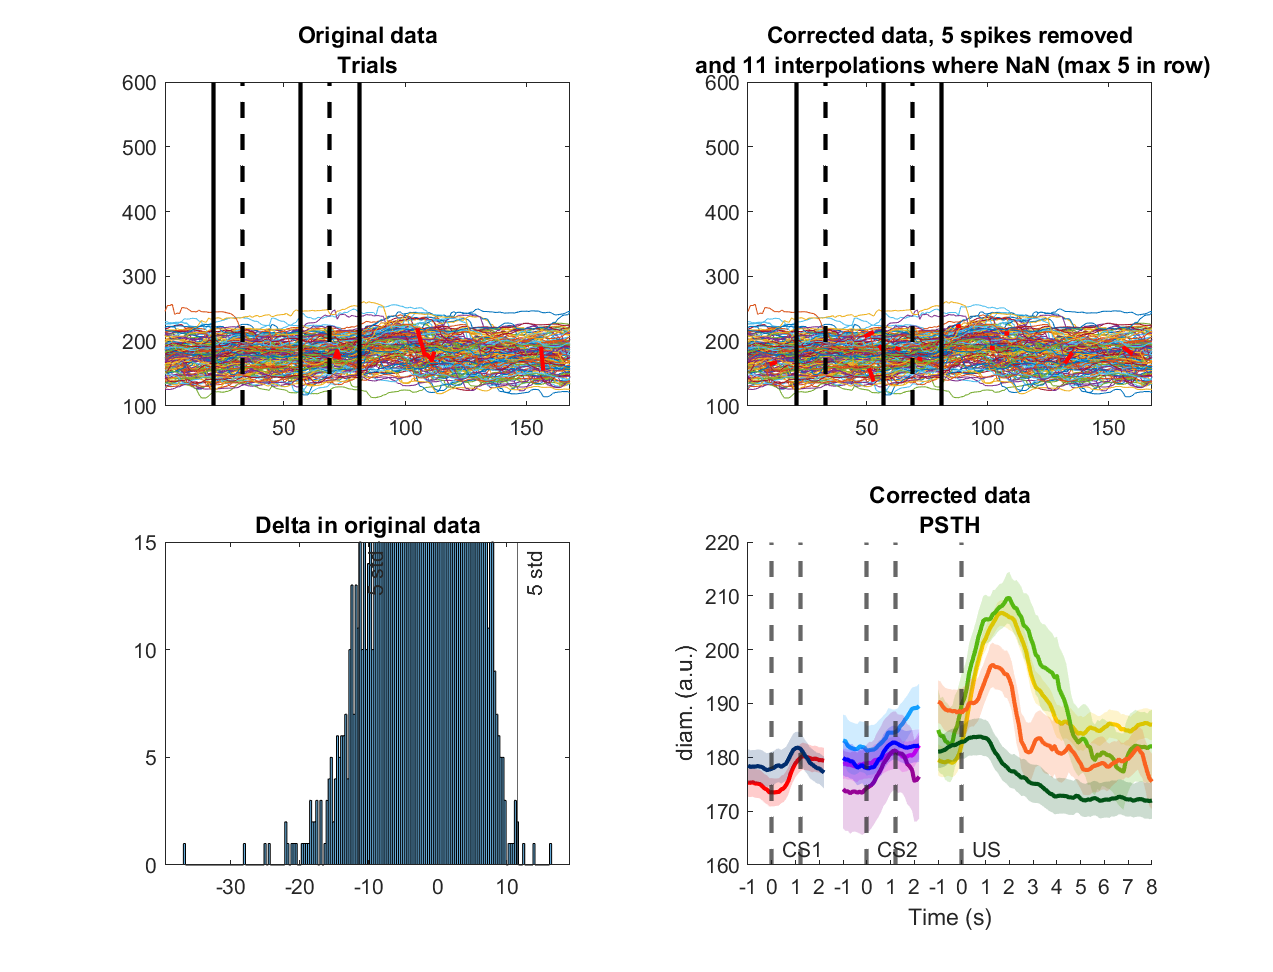 Original data
Trials
600
500
400
300
200
100
50
100
150
Corrected data, 5 spikes removed
and 11 interpolations where NaN (max 5 in row)
600
500
400
300
200
100
50
100
150
Delta in original data
15
10
5
0
-30
-20
-10
0
10
5 std
5 std
Corrected data
PSTH
diam. (a.u.)
220
210
200
190
180
170
160
CS1
CS2
US
-1 0 1 2 -1 0 1 2 -1 0 1 2 3 4 5 6 7 8
Time (s)